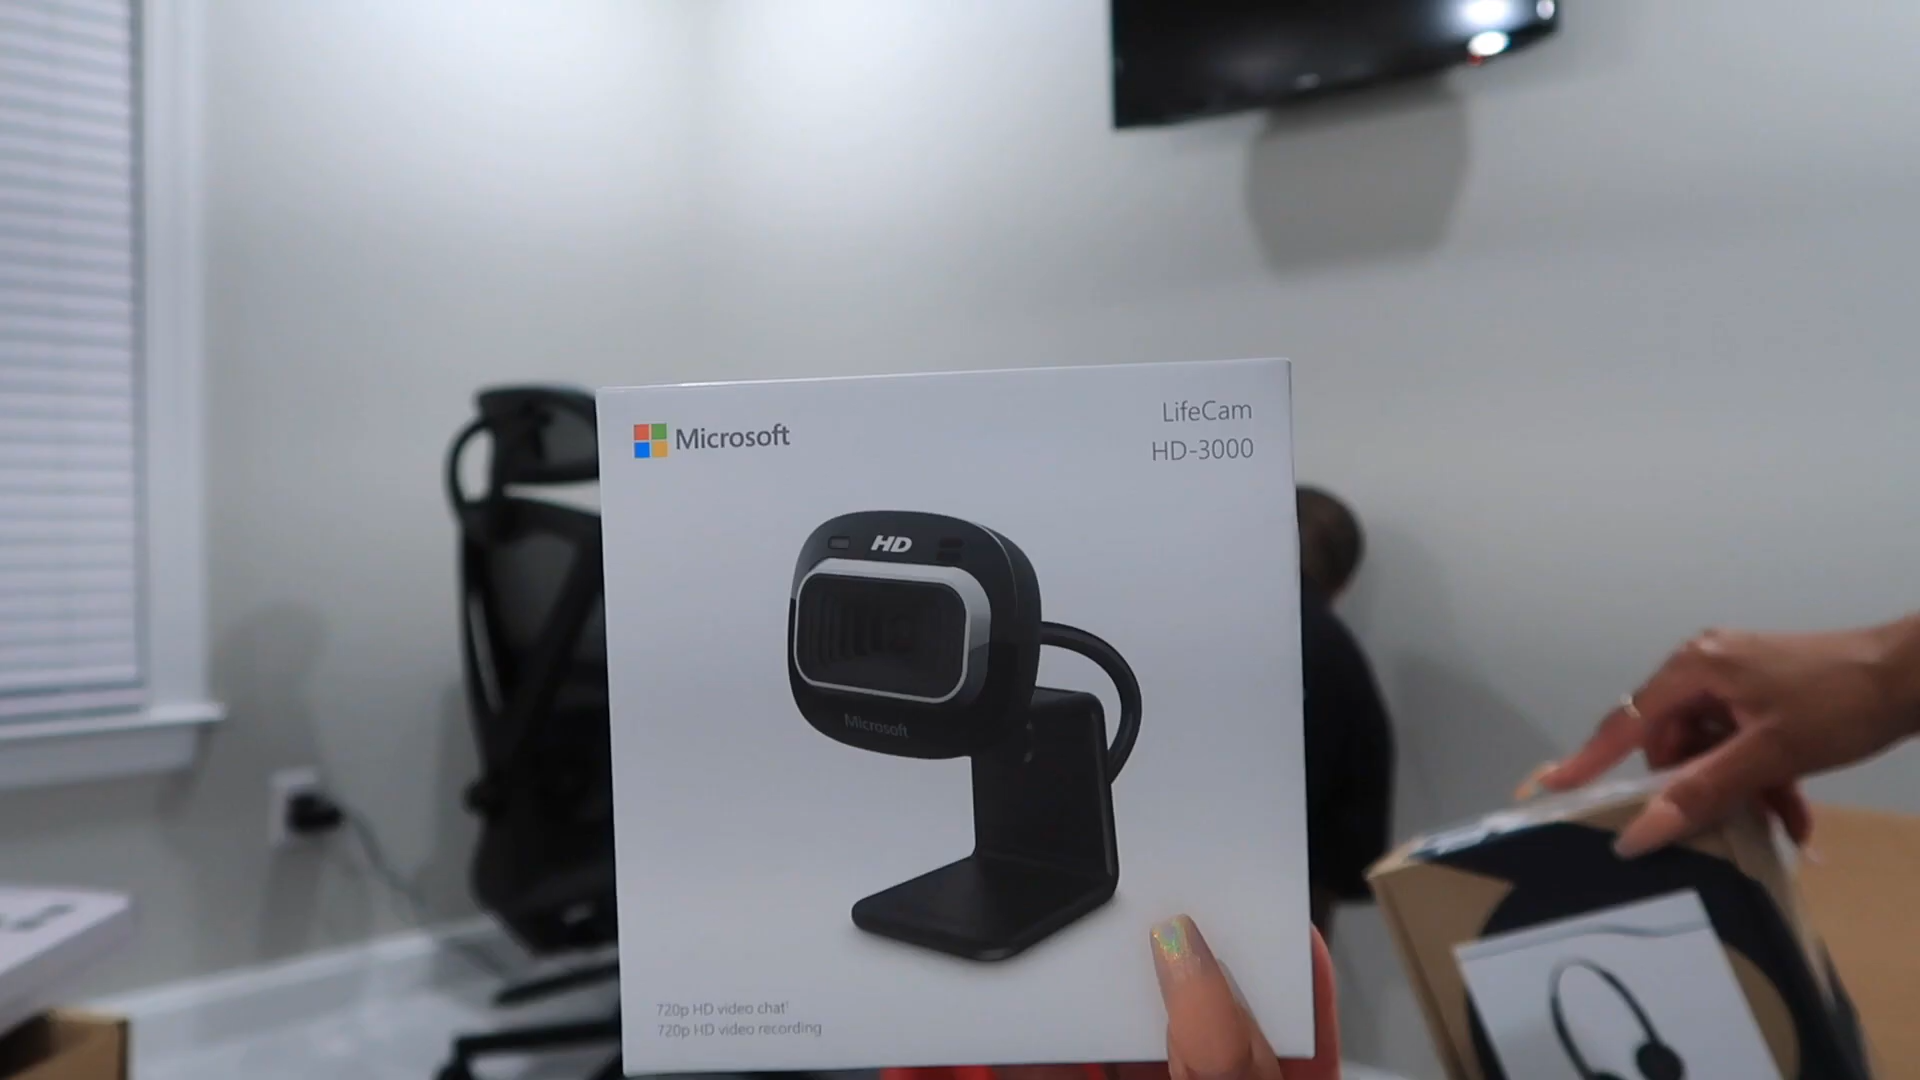 Microsoft
LifeCam
HD-3000
HD
Microsoft
720p HD video chat¹
720p HD video recording